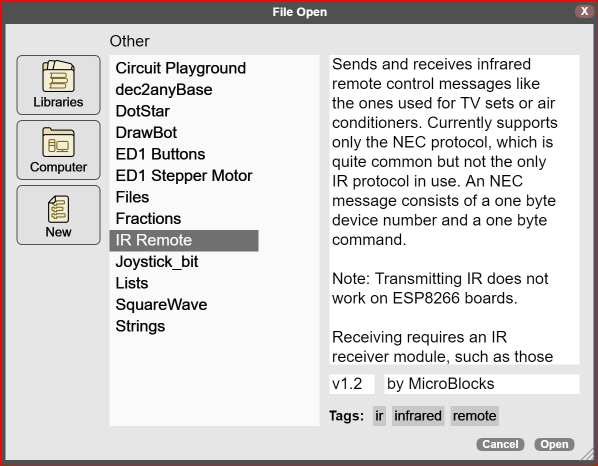 File Open
X
Other
Libraries
Computer
New
Circuit Playground
dec2anyBase
DotStar
DrawBot
ED1 Buttons
ED1 Stepper Motor
Files
Fractions
IR Remote
Joystick_bit
Lists
SquareWave
Strings
Sends and receives infrared
remote control messages like
the ones used for TV sets or air
conditioners. Currently supports
only the NEC protocol, which is
quite common but not the only
IR protocol in use. An NEC
message consists of a one byte
device number and a one byte
command.
Note: Transmitting IR does not
work on ESP8266 boards.
Receiving requires an IR
receiver module, such as those
v1.2
by MicroBlocks
Tags: ir infrared remote
Cancel Open